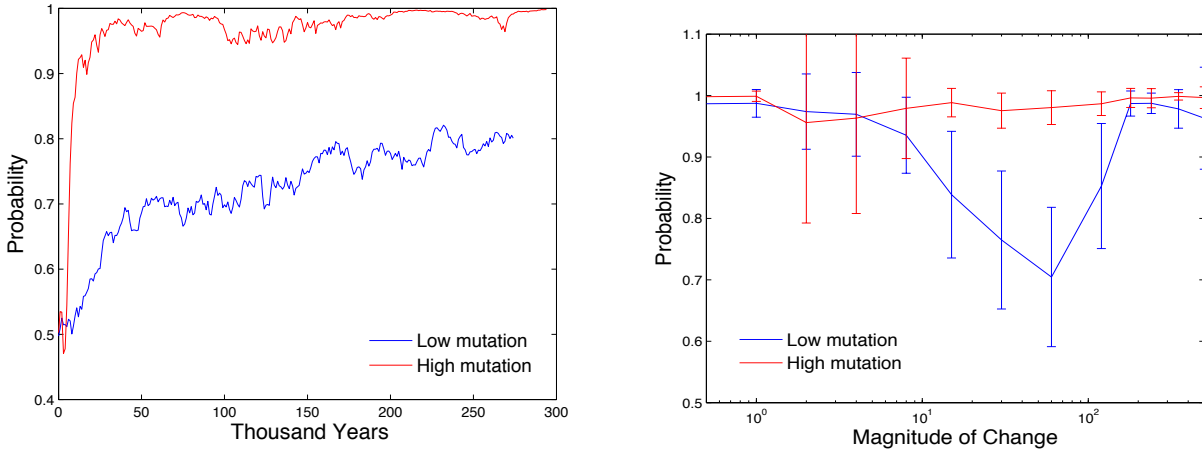 1
0.9
0.8
0.7
0.6
0.5
0.4
Probability
0 50 100 150 200 250 300
Thousand Years
Low mutation
High mutation
1.1
1
0.9
0.8
0.7
0.6
0.5
Probability
10⁰ 10¹ 10²
Magnitude of Change
Low mutation
High mutation